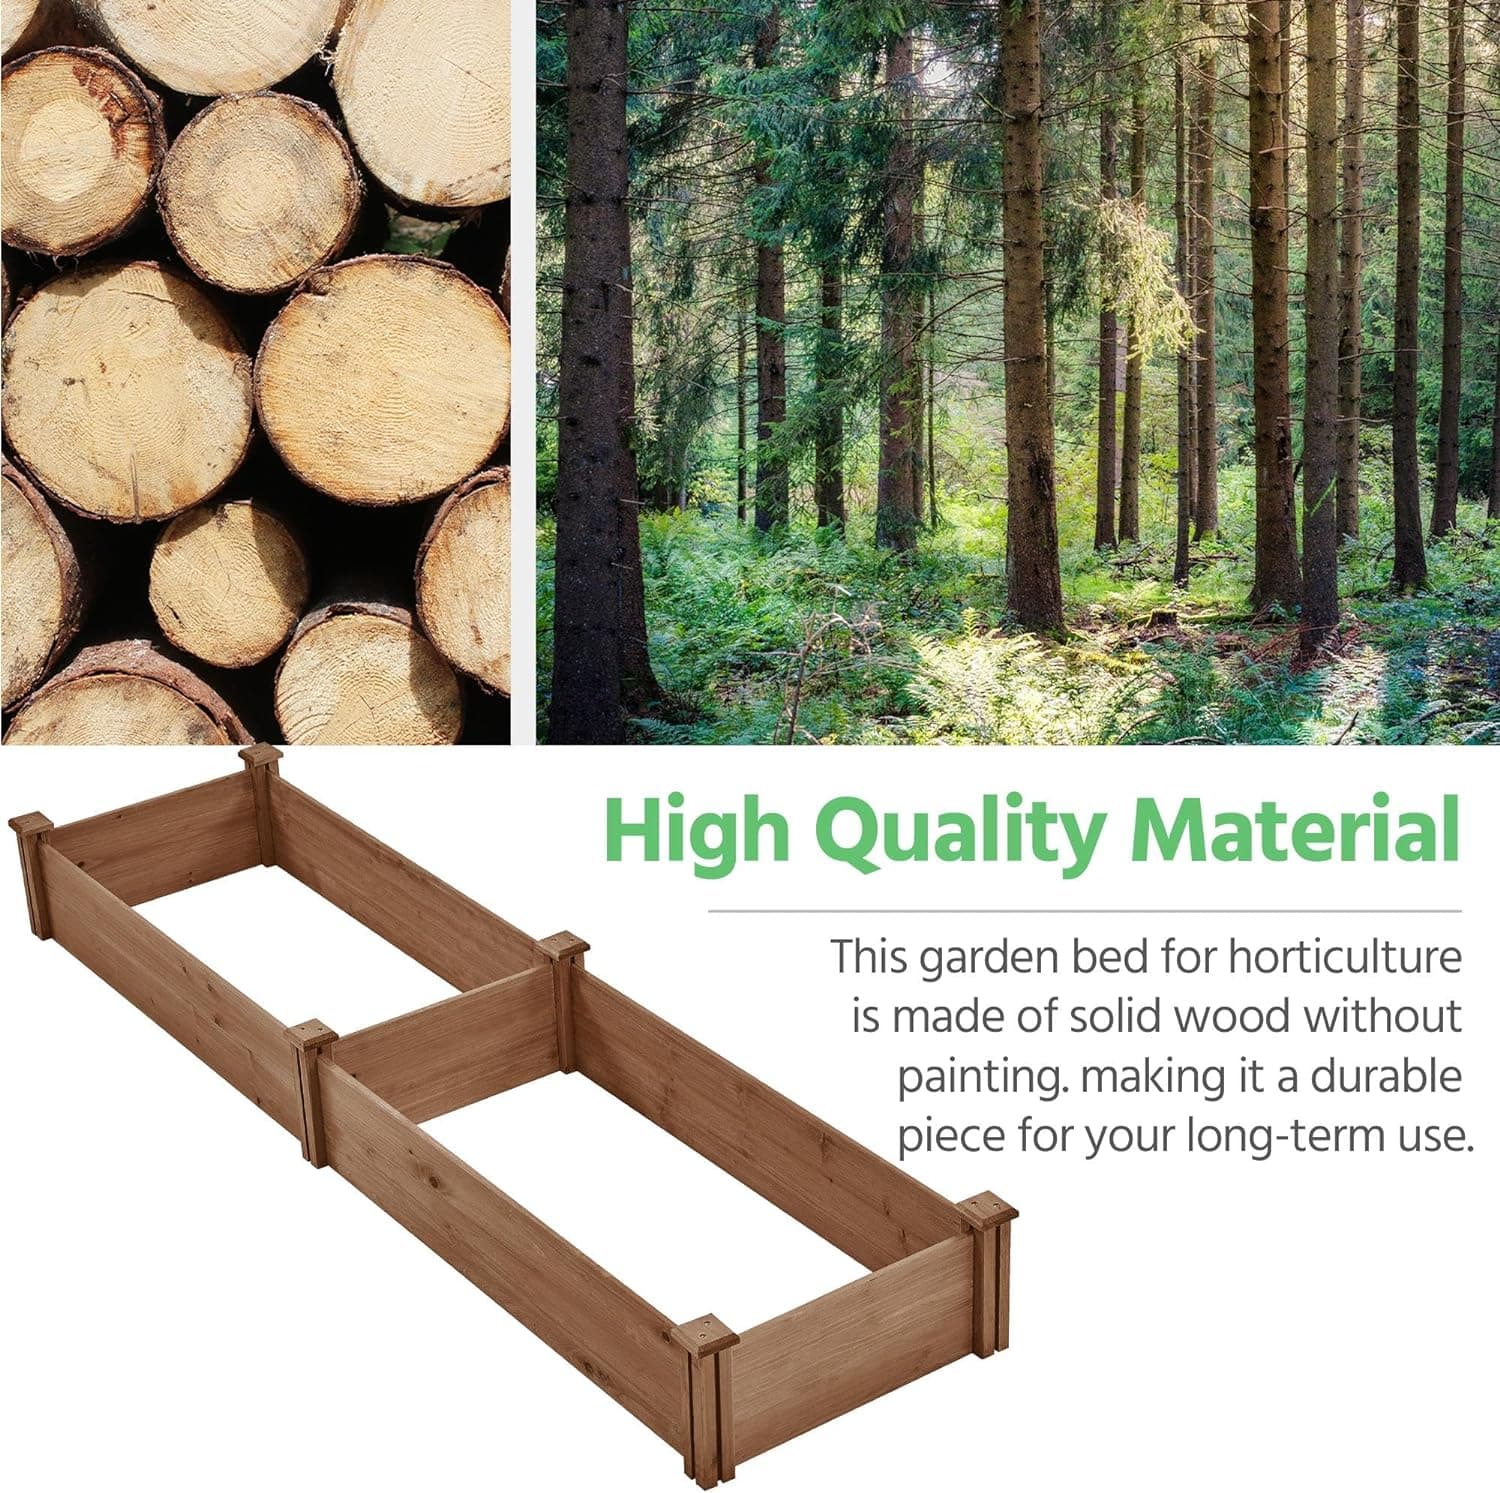 High Quality Material
This garden bed for horticulture
is made of solid wood without
painting. making it a durable
piece for your long-term use.